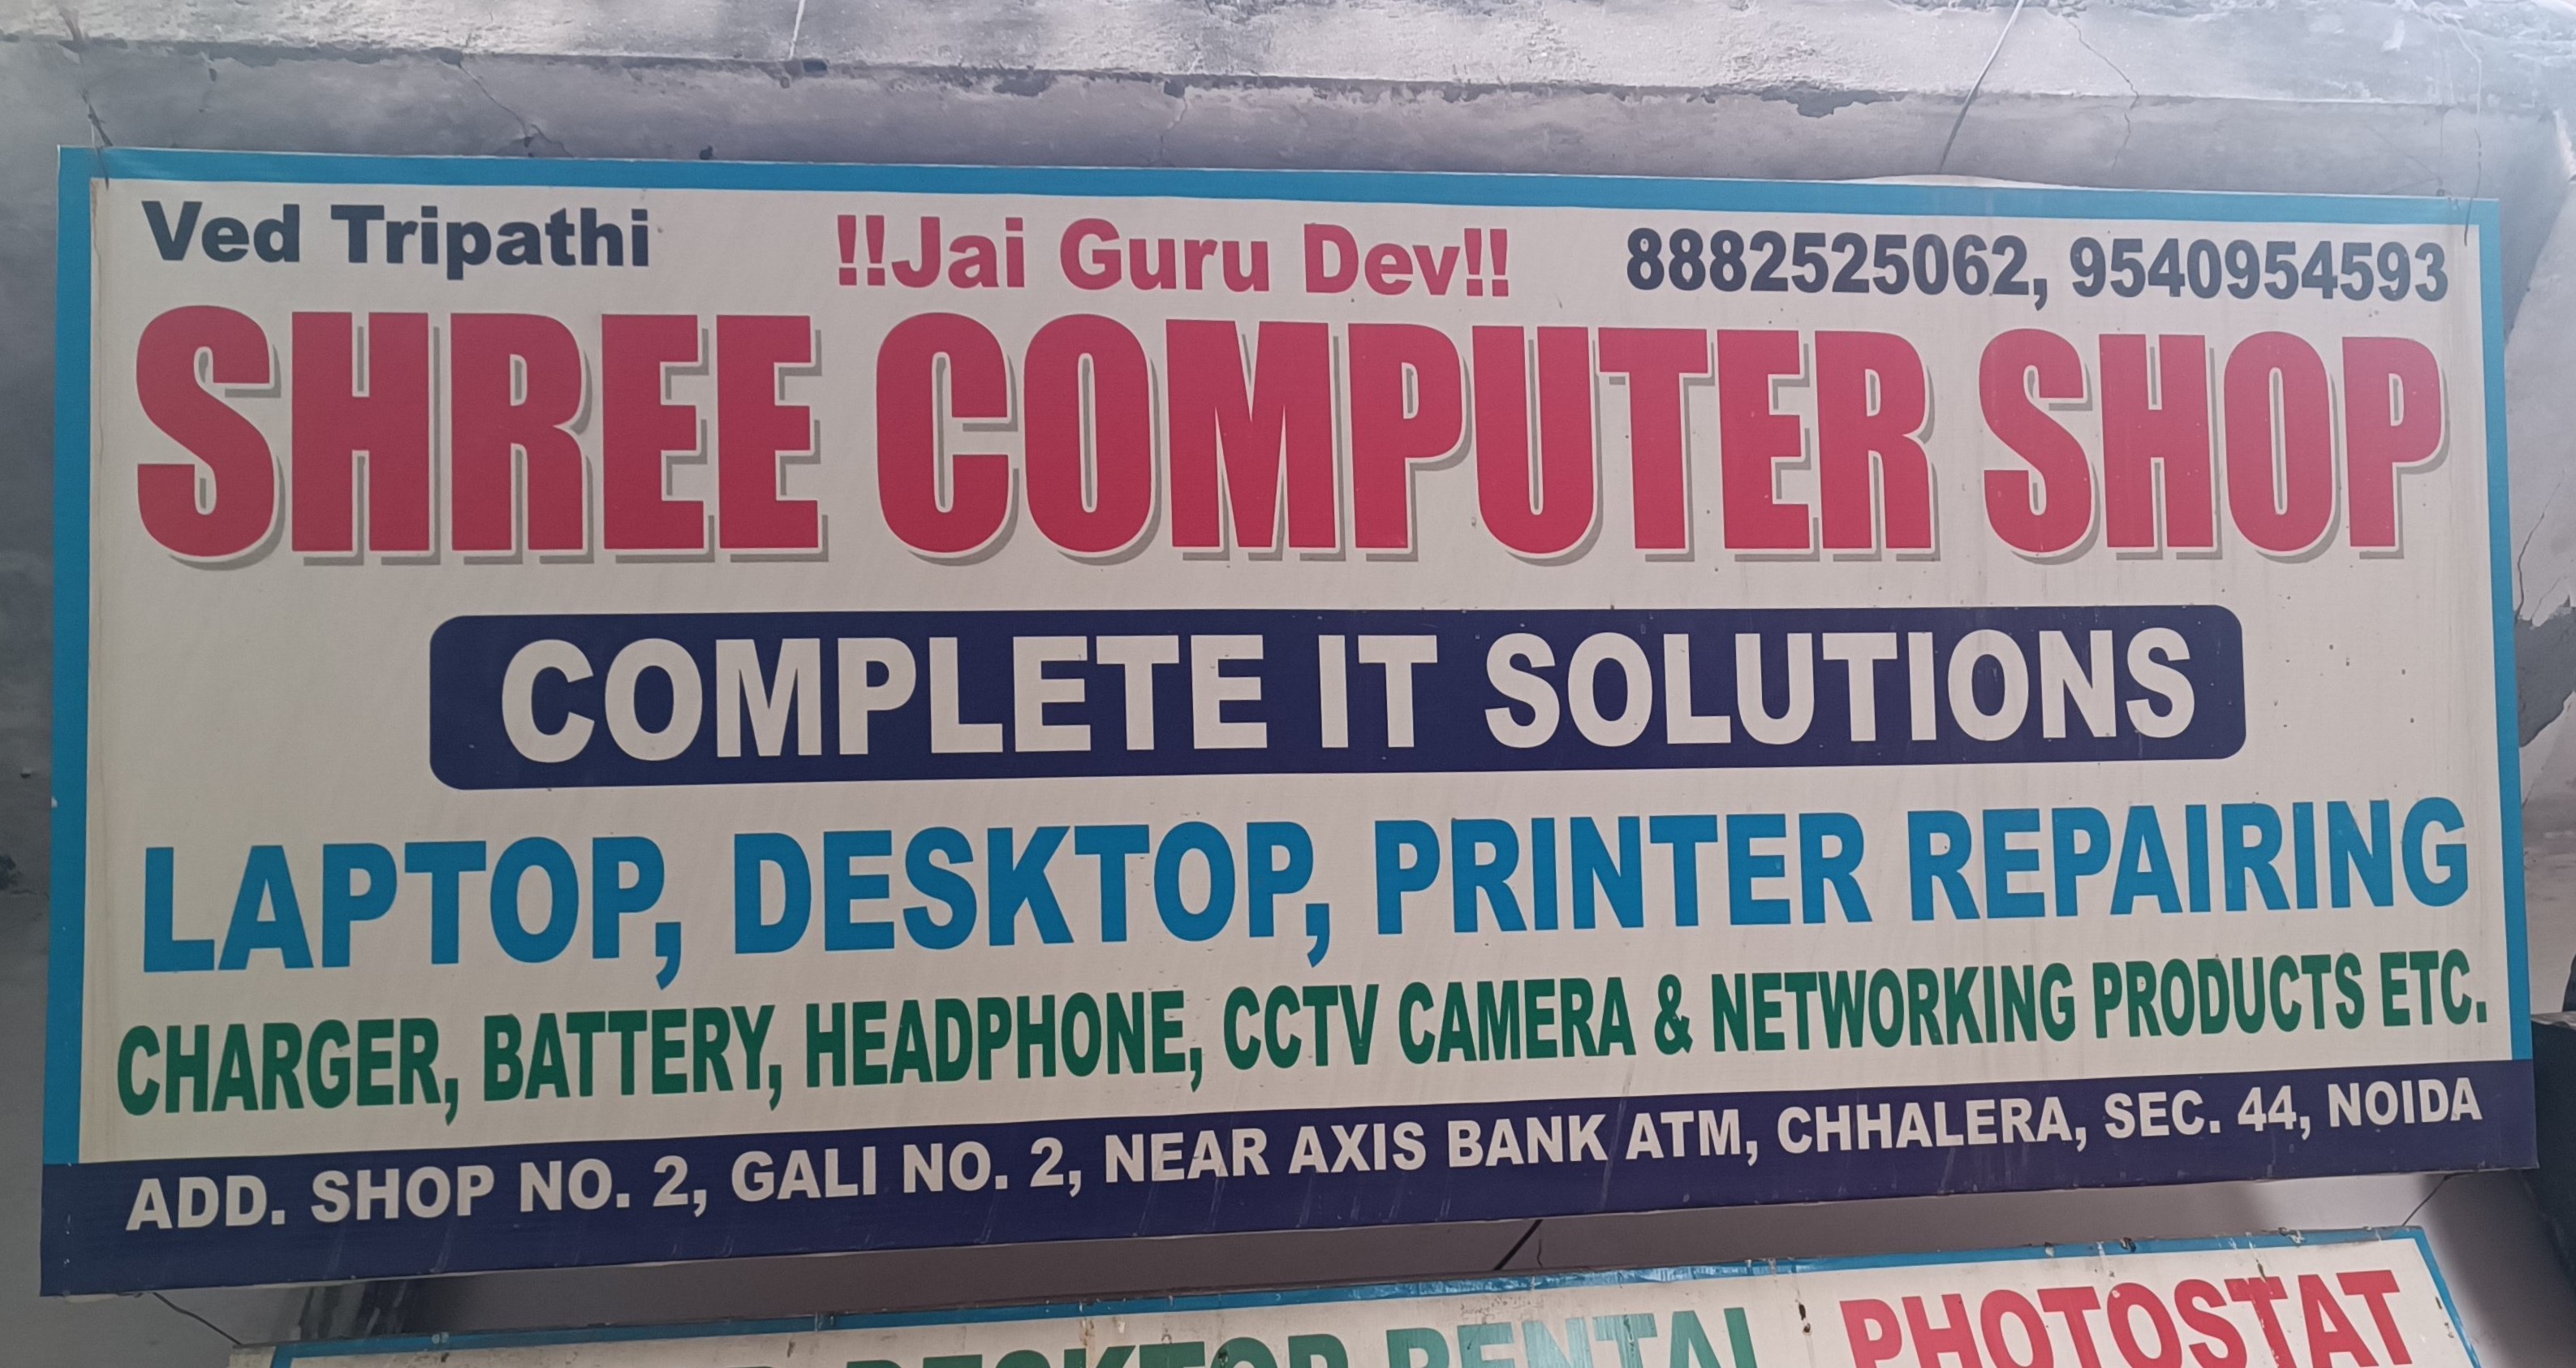 Ved Tripathi !!Jai Guru Dev!! 8882525062, 9540954593
SHREE COMPUTER SHOP
COMPLETE IT SOLUTIONS
LAPTOP, DESKTOP, PRINTER REPAIRING
CHARGER, BATTERY, HEADPHONE, CCTV CAMERA & NETWORKING PRODUCTS ETC.
ADD. SHOP NO. 2, GALI NO. 2, NEAR AXIS BANK ATM, CHHALERA, SEC. 44, NOIDA
DESKTOP RENTAL PHOTOSTAT